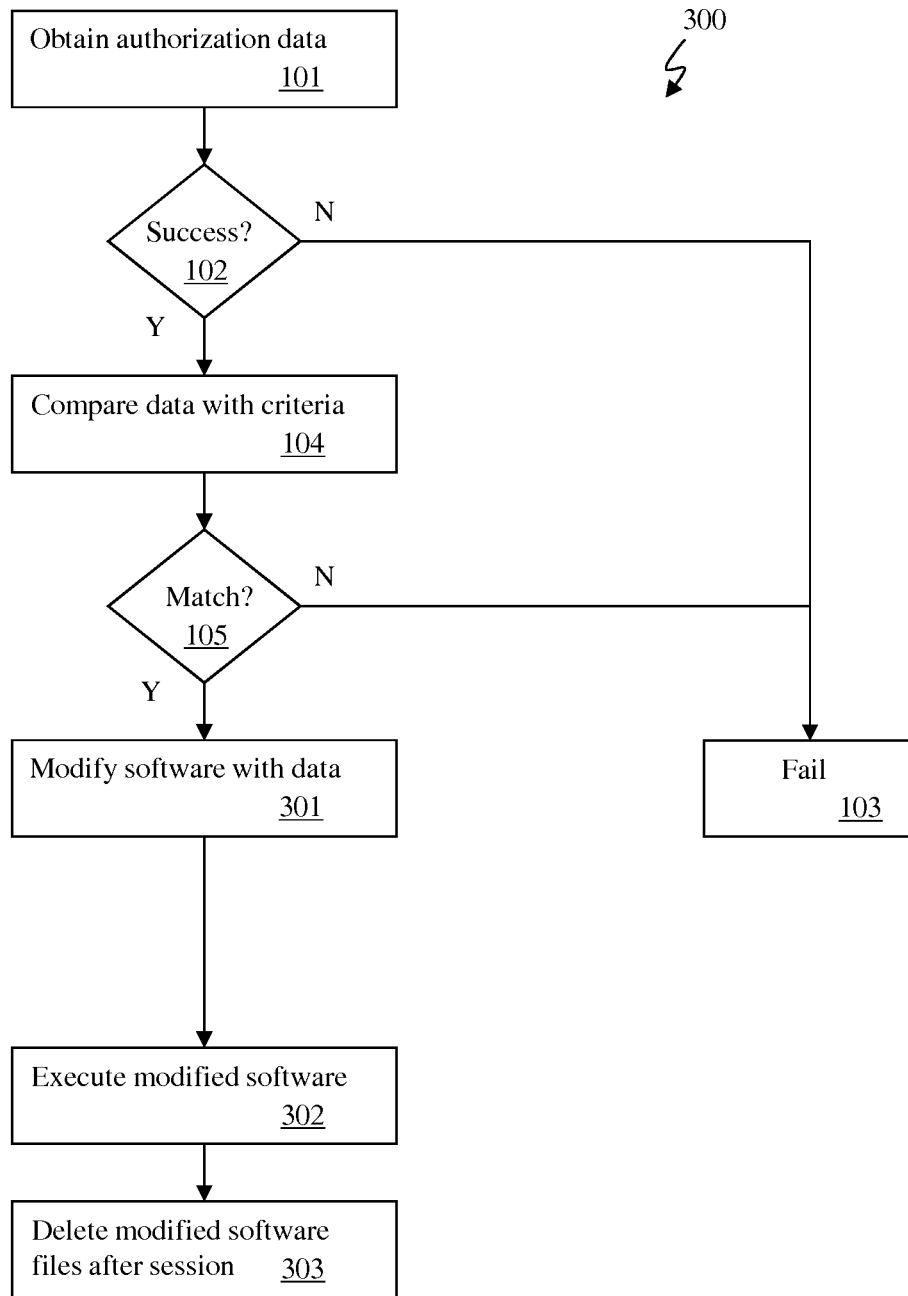 Obtain authorization data
101
300
Success?
102
N
Y
Compare data with criteria
104
Match?
105
N
Y
Modify software with data
301
Fail
103
Execute modified software
302
Delete modified software
files after session 303